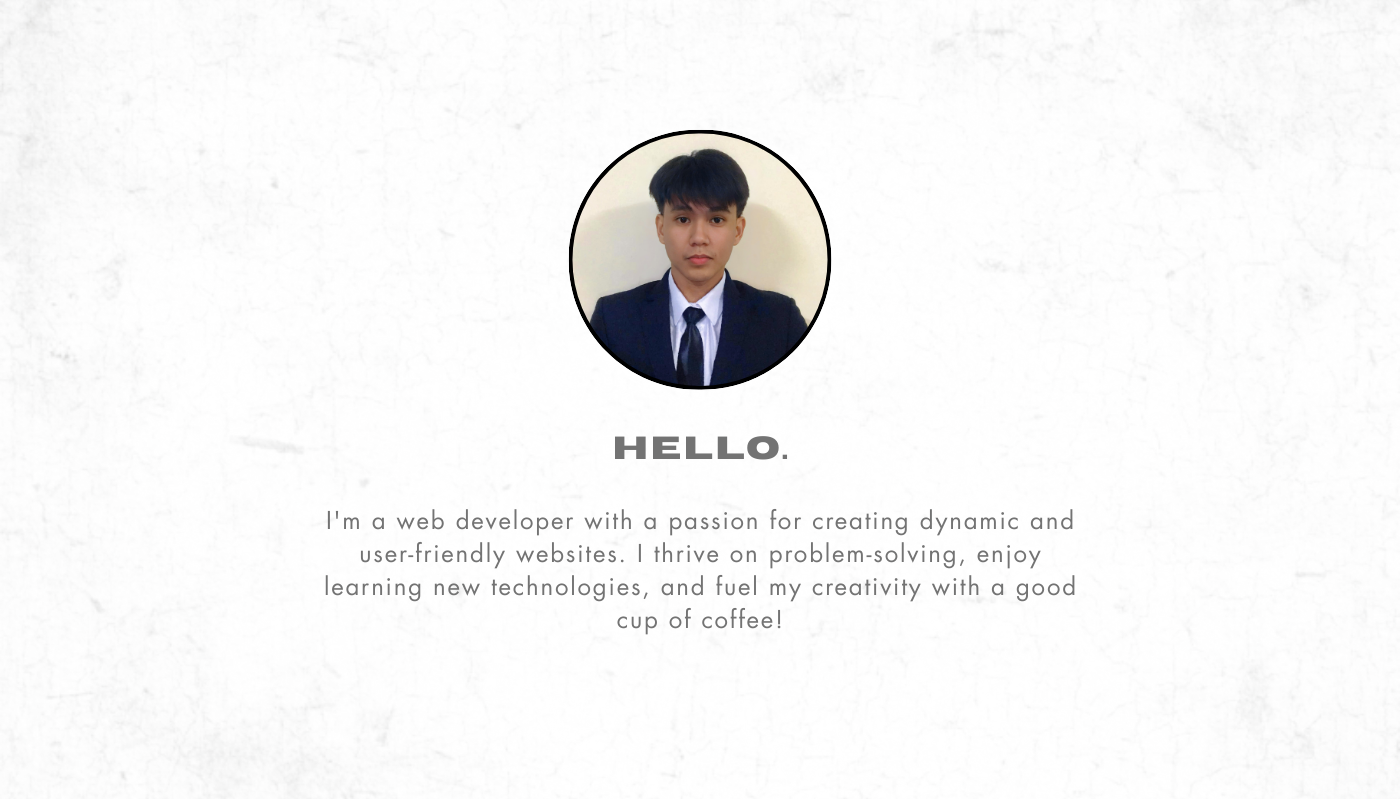 HELLO.
I'm a web developer with a passion for creating dynamic and
user-friendly websites. I thrive on problem-solving, enjoy
learning new technologies, and fuel my creativity with a good
cup of coffee!